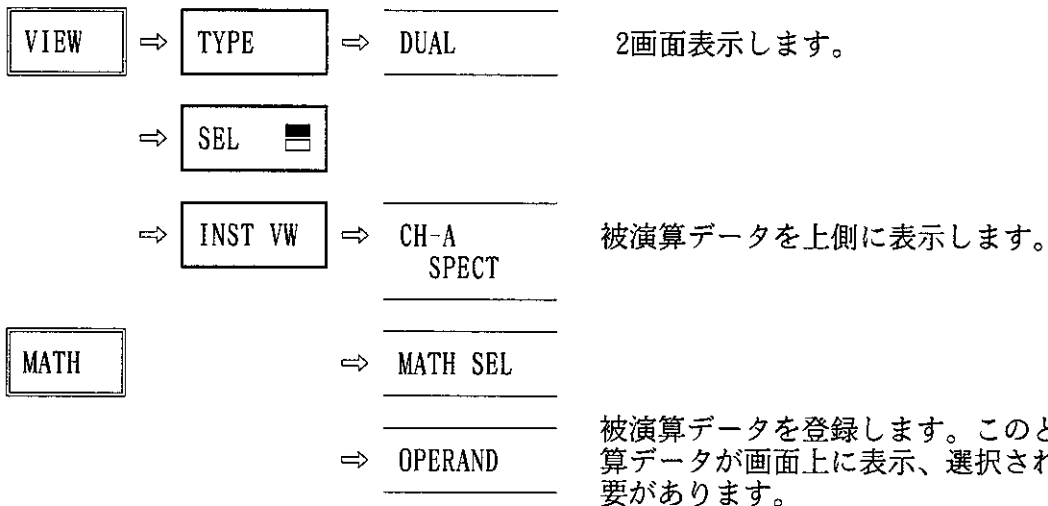 VIEW ⇒ TYPE ⇒ DUAL 2画面表示します。
⇒ SEL
⇒ INST VW ⇒ CH-A 被演算データを上側に表示します。
SPECT
MATH ⇒ MATH SEL
被演算データを登録します。このと
⇒ OPERAND 算データが画面上に表示、選択され
要があります。